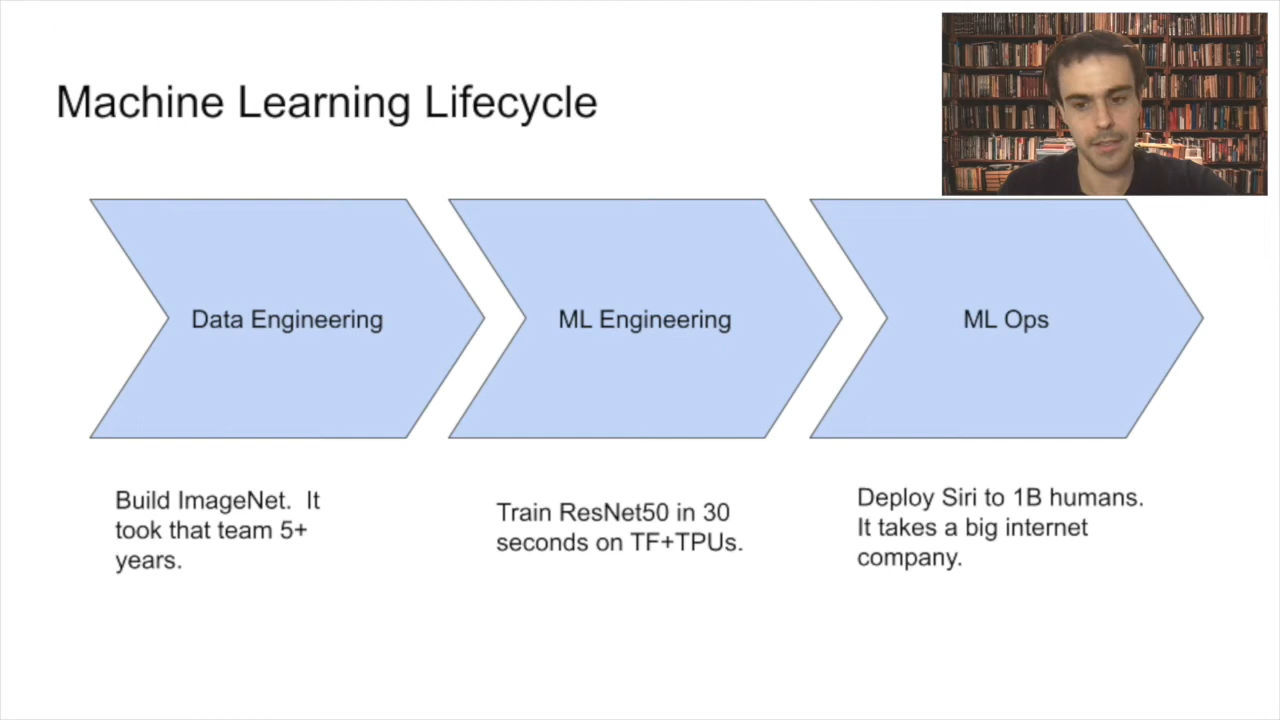 Machine Learning Lifecycle
Data Engineering
ML Engineering
ML Ops
Build ImageNet.  It
took that team 5+
years.
Train ResNet50 in 30
seconds on TF+TPUs.
Deploy Siri to 1B humans.
It takes a big internet
company.